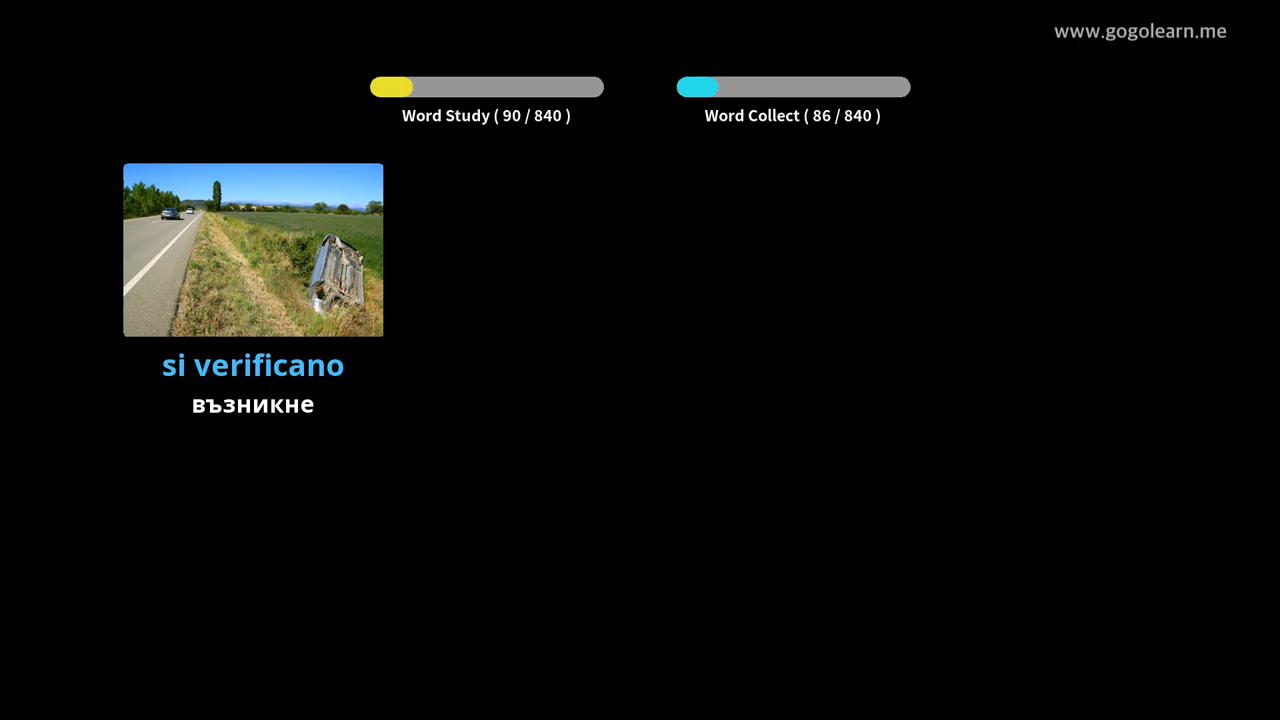 www.gogolearn.me
Word Study ( 90 / 840 )
Word Collect ( 86 / 840 )
si verificano
възникне